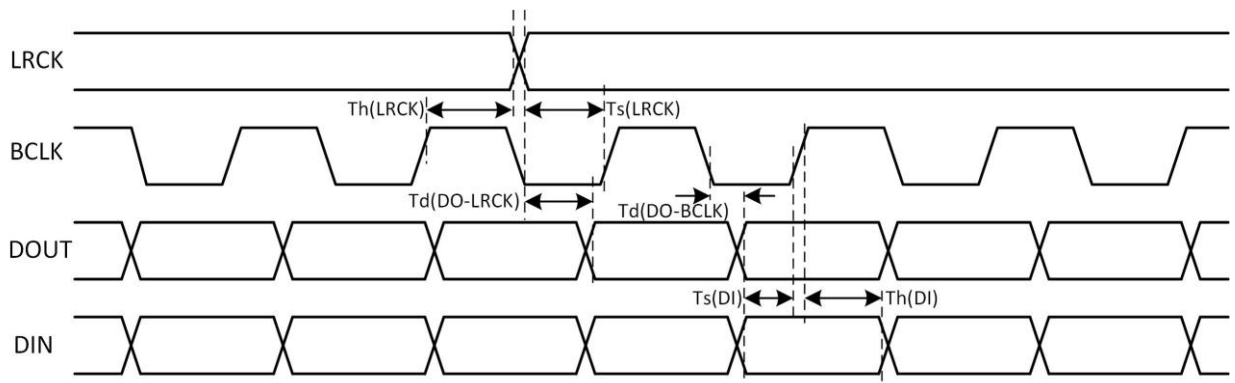 LRCK
Th(LRCK)
Ts(LRCK)
BCLK
Td(DO-LRCK)
Td(DO-BCLK)
DOUT
Ts(DI)
Th(DI)
DIN